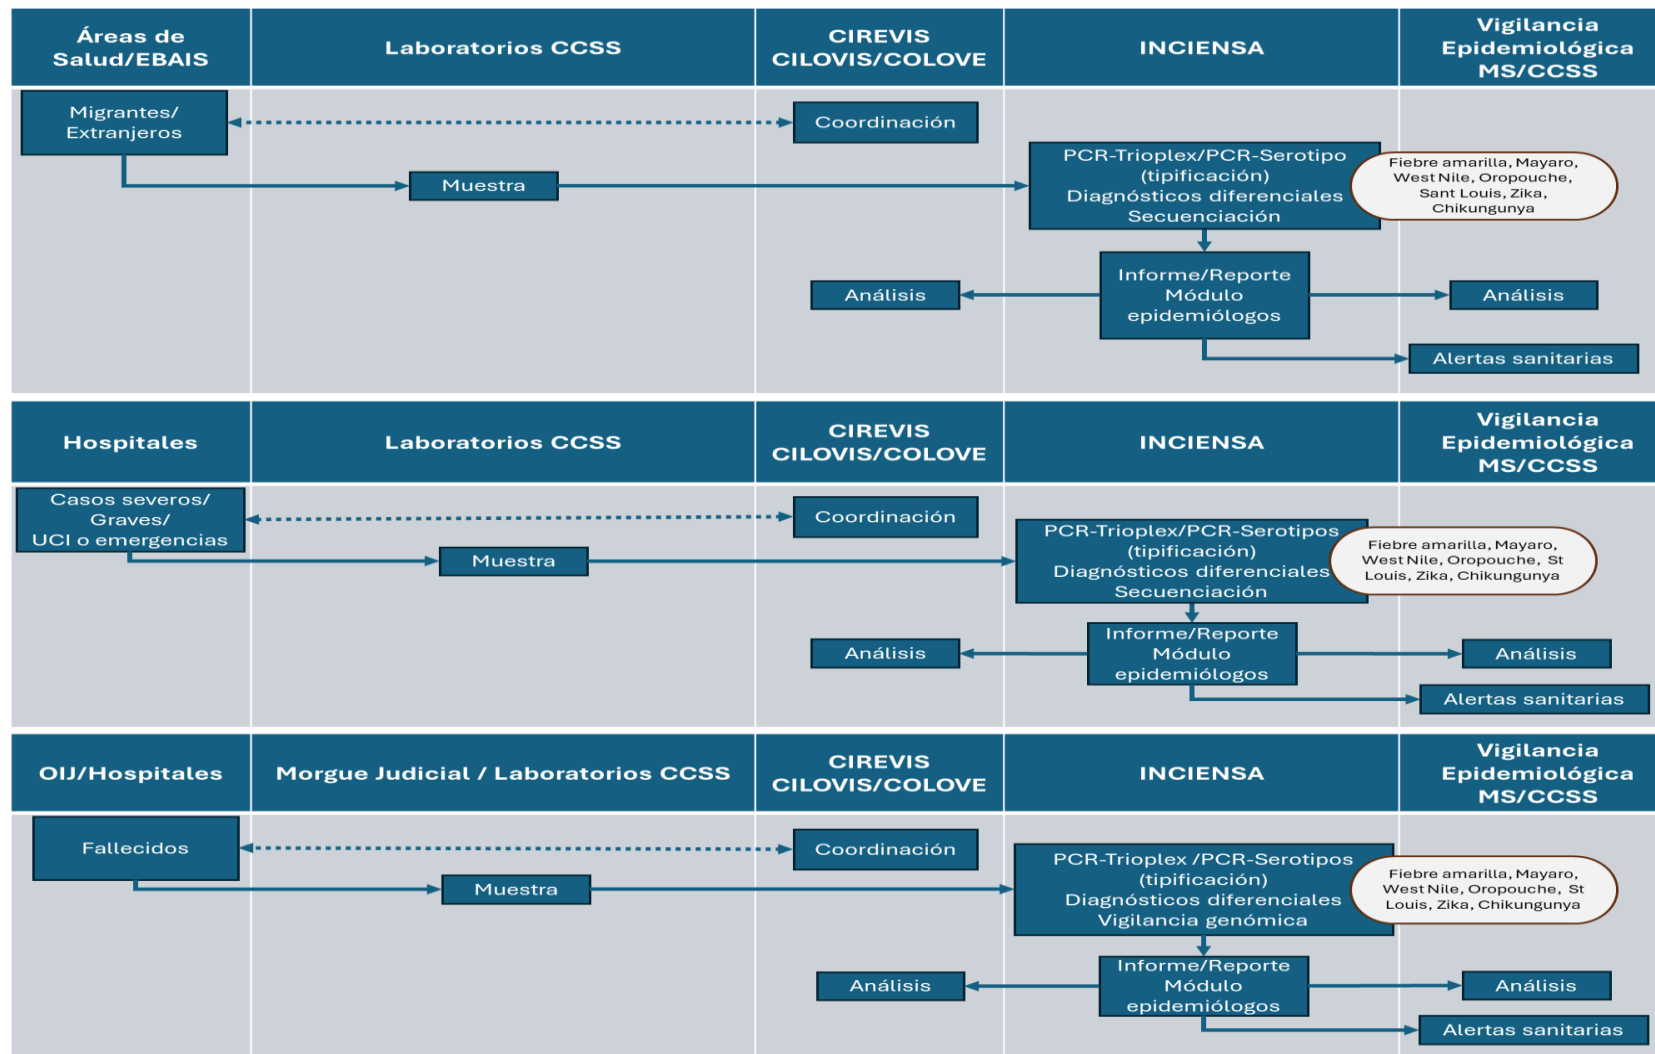 Áreas de
Salud/EBAIS
Laboratorios CCSS
CIREVIS
CILOVIS/COLOVE
INCIENSA
Vigilancia
Epidemiológica
MS/CCSS
Migrantes/
Extranjeros
Coordinación
Muestra
PCR-Trioplex/PCR-Serotipo
(tipificación)
Diagnósticos diferenciales
Secuenciación
Fiebre amarilla, Mayaro,
West Nile, Oropouche,
Sant Louis, Zika,
Chikungunya
Análisis
Informe/Reporte
Módulo
epidemiólogos
Análisis
Alertas sanitarias
Hospitales
Laboratorios CCSS
CIREVIS
CILOVIS/COLOVE
INCIENSA
Vigilancia
Epidemiológica
MS/CCSS
Casos severos/
Graves/
UCI o emergencias
Coordinación
Muestra
PCR-Trioplex/PCR-Serotipos
(tipificación)
Diagnósticos diferenciales
Secuenciación
Fiebre amarilla, Mayaro,
West Nile, Oropouche, St
Louis, Zika, Chikungunya
Análisis
Informe/Reporte
Módulo
epidemiólogos
Análisis
Alertas sanitarias
OIJ/Hospitales
Morgue Judicial / Laboratorios CCSS
CIREVIS
CILOVIS/COLOVE
INCIENSA
Vigilancia
Epidemiológica
MS/CCSS
Fallecidos
Coordinación
Muestra
PCR-Trioplex /PCR-Serotipos
(tipificación)
Diagnósticos diferenciales
Vigilancia genómica
Fiebre amarilla, Mayaro,
West Nile, Oropouche, St
Louis, Zika, Chikungunya
Análisis
Informe/Reporte
Módulo
epidemiólogos
Análisis
Alertas sanitarias